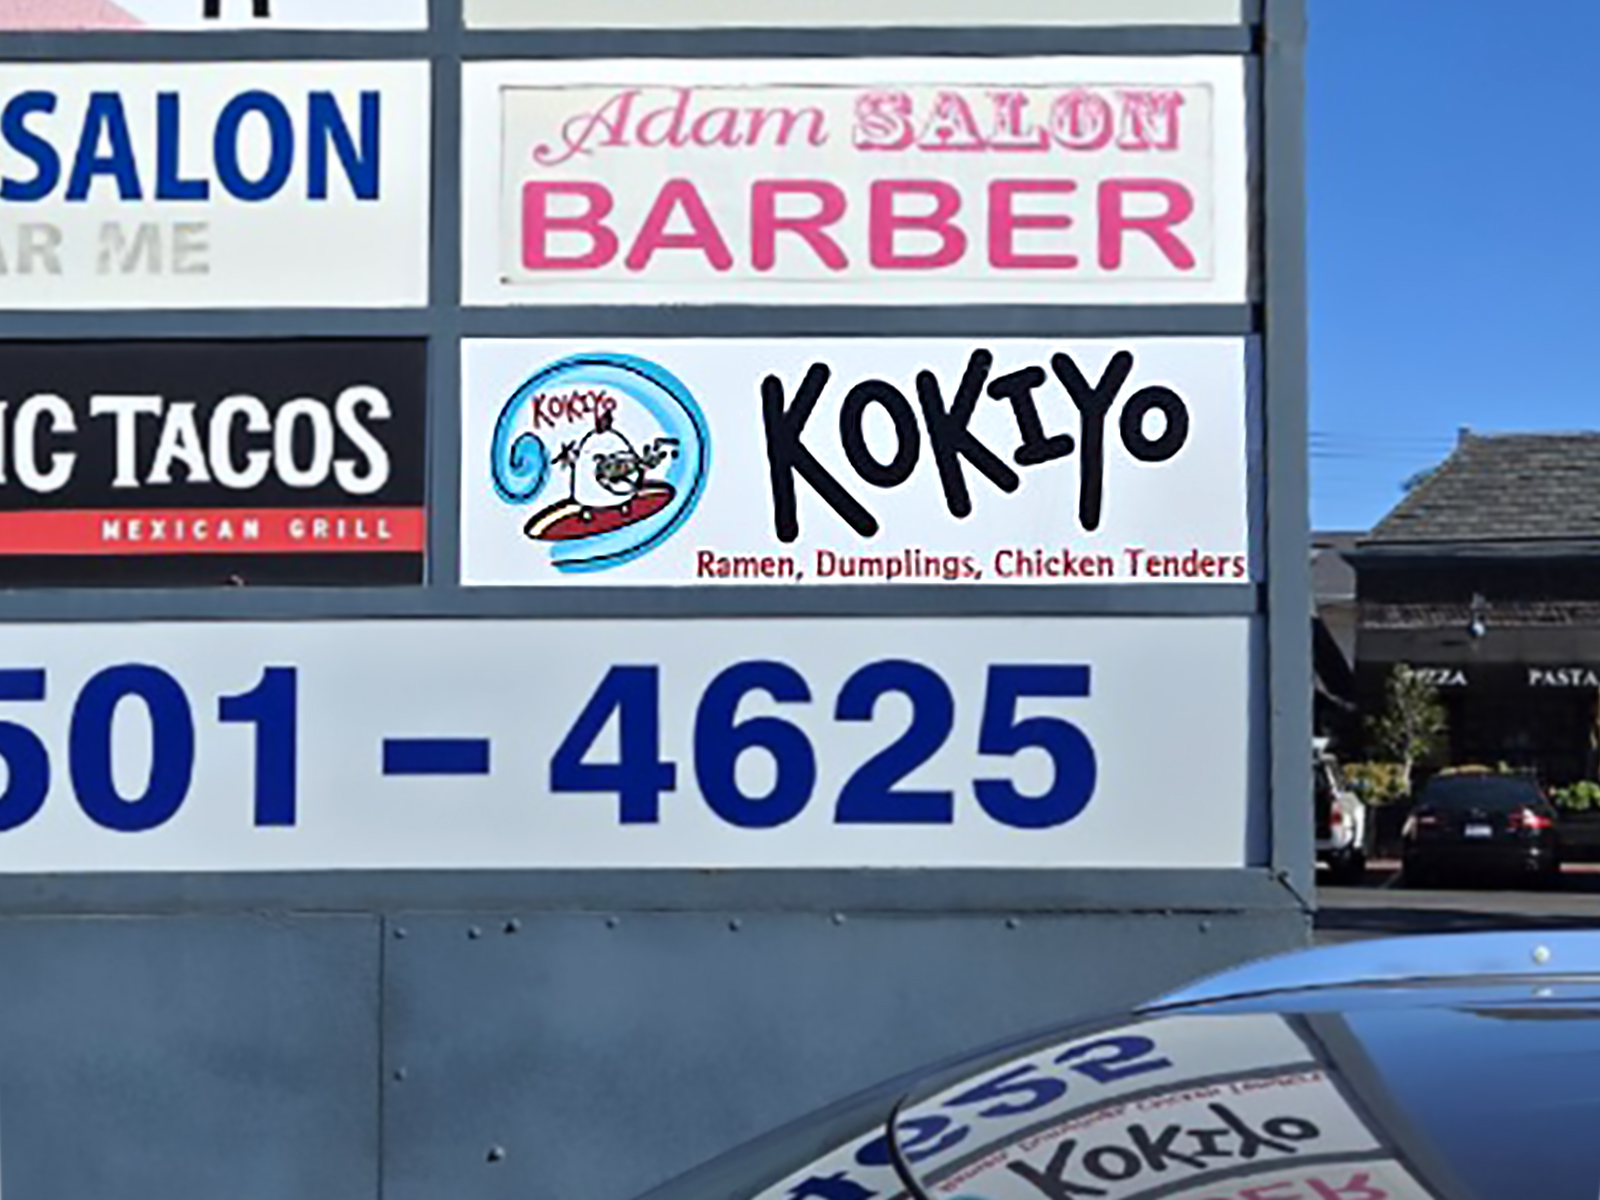 SALON
AR ME
Adam SALON
BARBER
IC TACOS
MEXICAN GRILL
KOKIYO
KOKIYO
Ramen, Dumplings, Chicken Tenders
501 - 4625
PIZZA
PASTA